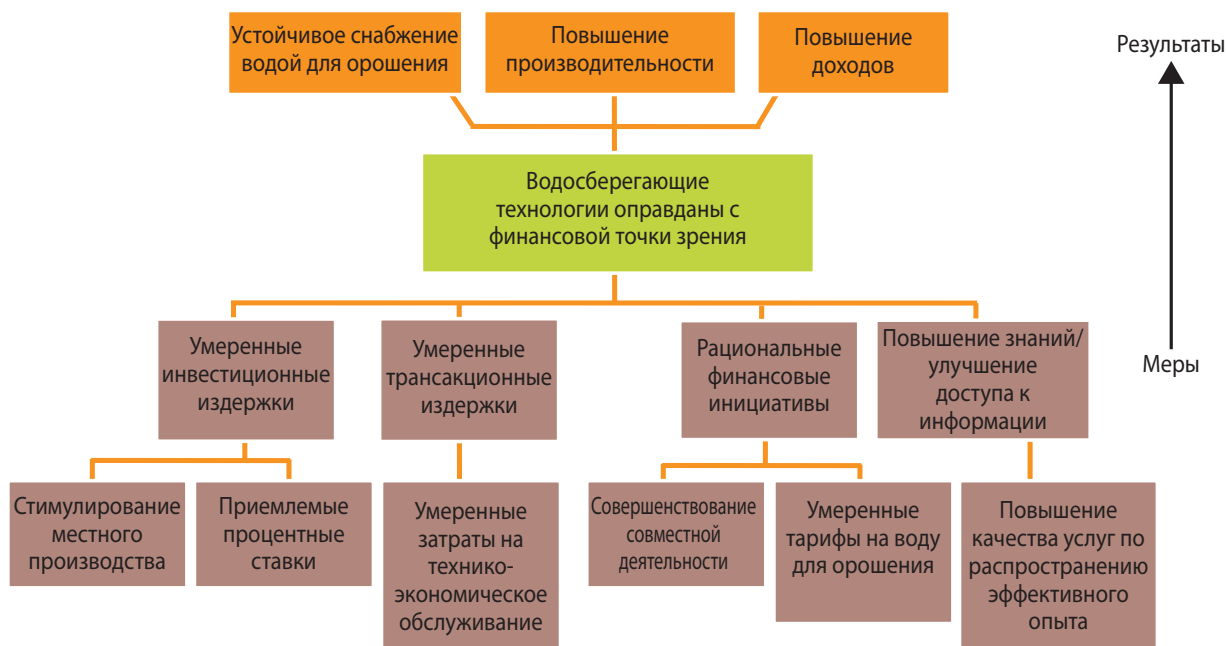 Устойчивое снабжение
водой для орошения
Повышение
производительности
Повышение
доходов
Результаты
Водосберегающие
технологии оправданы с
финансовой точки зрения
Умеренные
инвестиционные
издержки
Умеренные
трансакционные
издержки
Рациональные
финансовые
инициативы
Повышение знаний/
улучшение
доступа к
информации
Меры
Стимулирование
местного
производства
Приемлемые
процентные
ставки
Умеренные
затраты на
технико-
экономическое
обслуживание
Совершенствование
совместной
деятельности
Умеренные
тарифы на воду
для орошения
Повышение
качества услуг по
распространению
эффективного
опыта